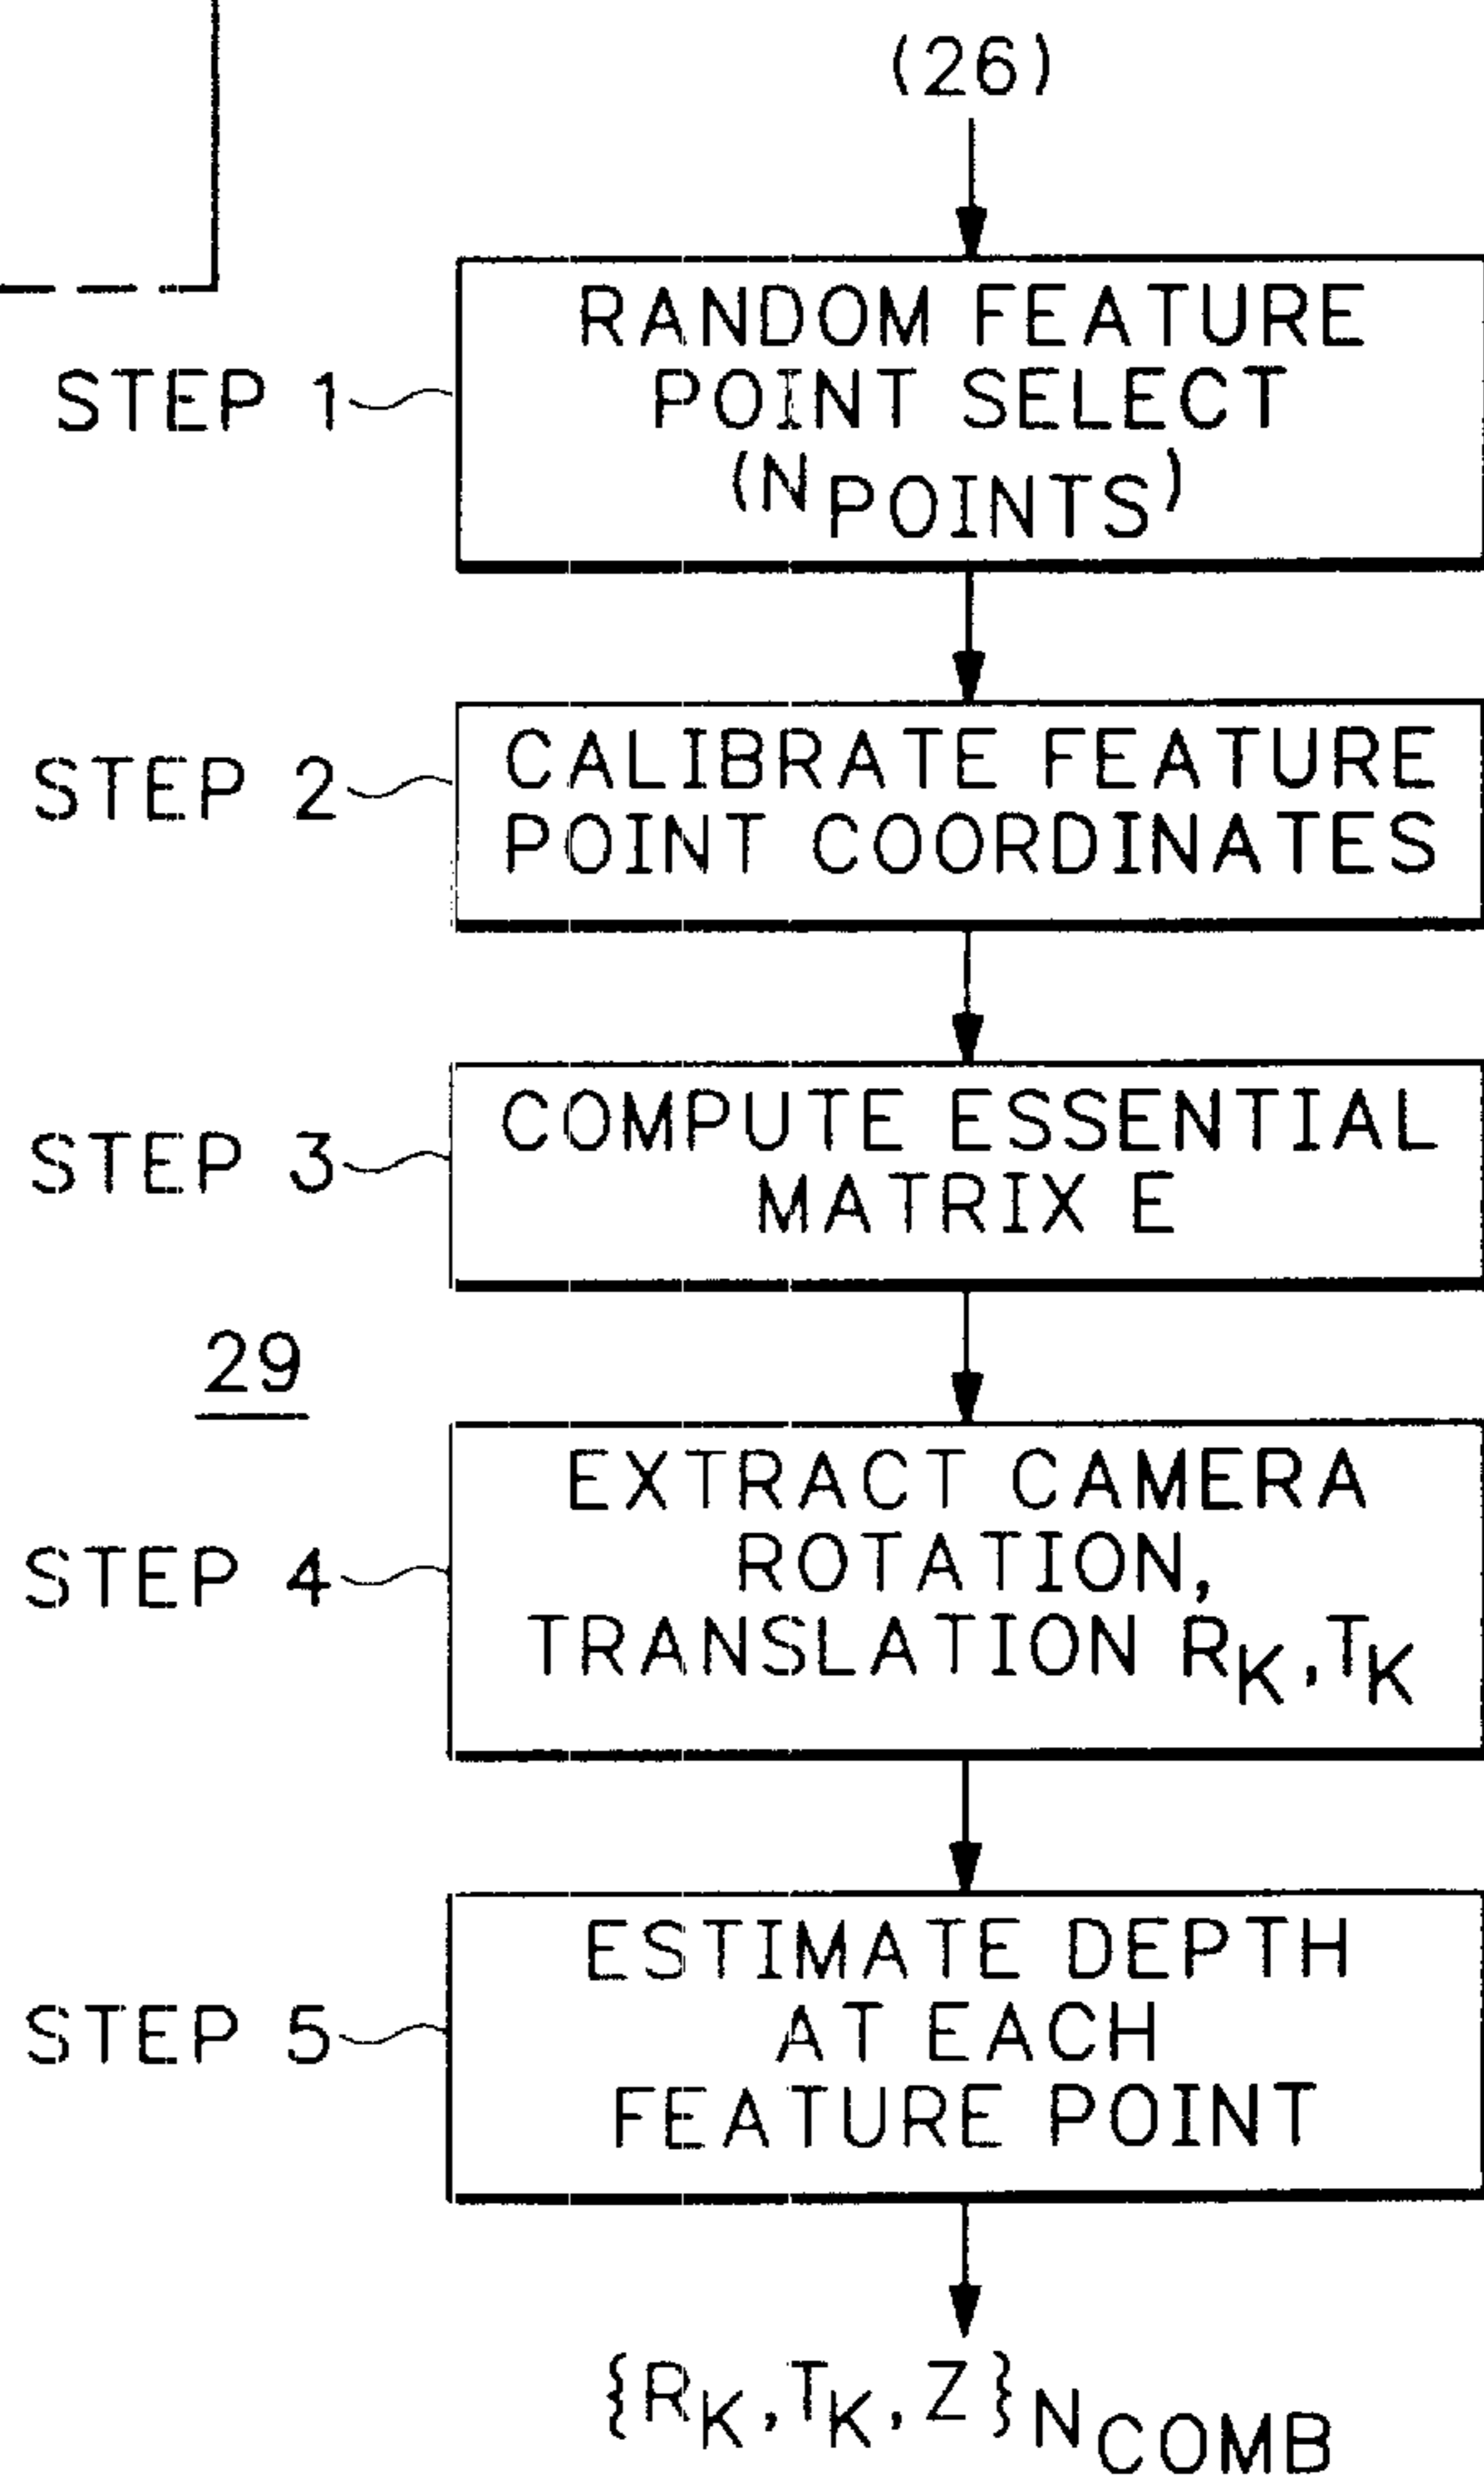 (26)
STEP 1
RANDOM FEATURE
POINT SELECT
(N POINTS)
STEP 2
CALIBRATE FEATURE
POINT COORDINATES
STEP 3
COMPUTE ESSENTIAL
MATRIX E
29
STEP 4
EXTRACT CAMERA
ROTATION,
TRANSLATION RK,TK
STEP 5
ESTIMATE DEPTH
AT EACH
FEATURE POINT
{RK,TK,Z}NCOMB